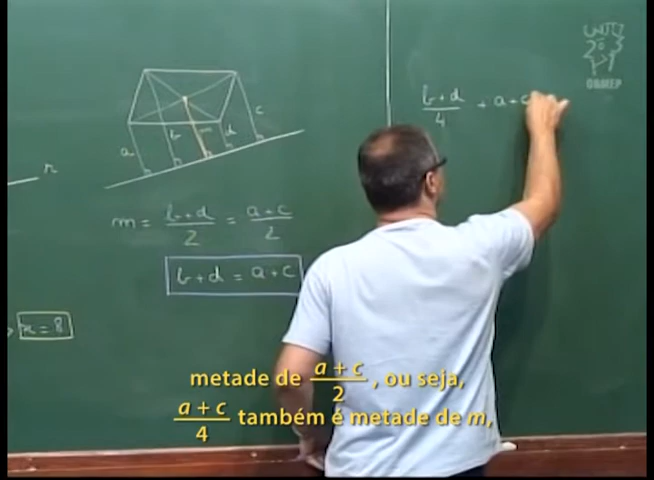 OBMEP
b+d/4 + a+c
c
a
b
m
d
r
m = b+d/2 = a+c/2
b+d = a+c
x = 8
metade de a + c/2, ou seja,
a + c/4 também é metade de m,